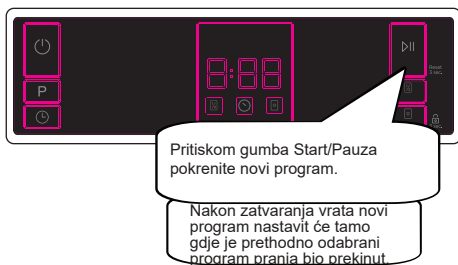 3:88
Reset
3 sec.
P
Pritiskom gumba Start/Pauza
pokrenite novi program.
Nakon zatvaranja vrata novi
program nastavit će tamo
gdje je prethodno odabrani
program pranja bio prekinut.